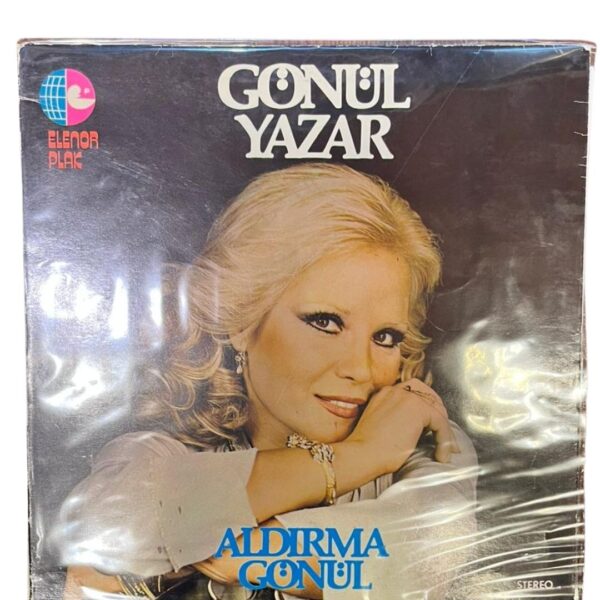 GÖNÜL
YAZAR
ELENOR
PLAK
ALDIRMA
GÖNÜL
STEREO